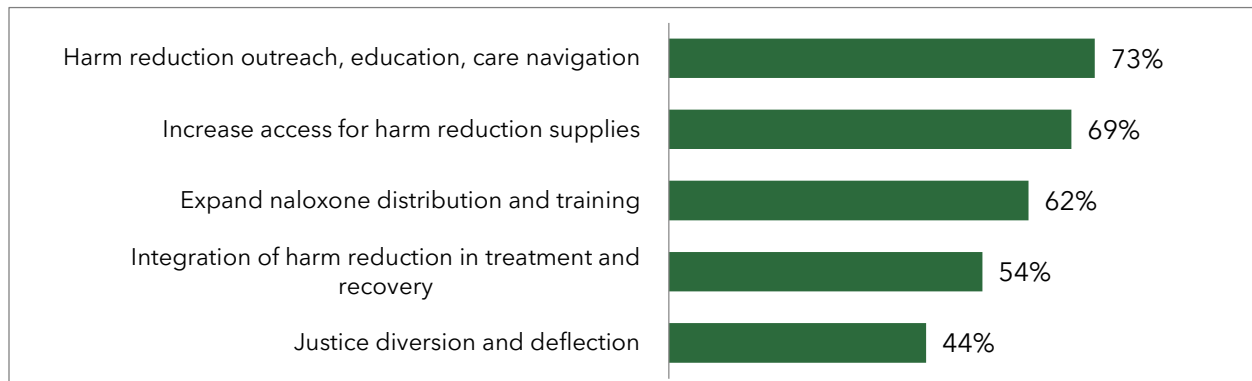 Harm reduction outreach, education, care navigation
73%
Increase access for harm reduction supplies
69%
Expand naloxone distribution and training
62%
Integration of harm reduction in treatment and
recovery
54%
Justice diversion and deflection
44%